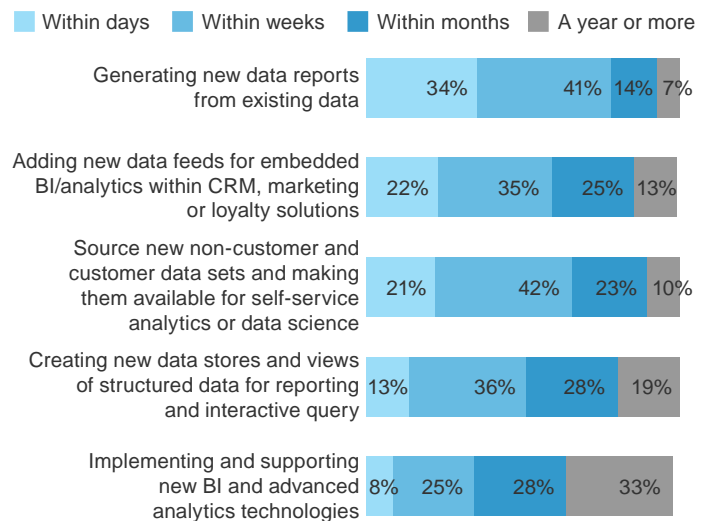 Within days Within weeks Within months A year or more
Generating new data reports
from existing data
34% 41% 14% 7%
Adding new data feeds for embedded
BI/analytics within CRM, marketing
or loyalty solutions
22% 35% 25% 13%
Source new non-customer and
customer data sets and making
them available for self-service
analytics or data science
21% 42% 23% 10%
Creating new data stores and views
of structured data for reporting
and interactive query
13% 36% 28% 19%
Implementing and supporting
new BI and advanced
analytics technologies
8% 25% 28% 33%